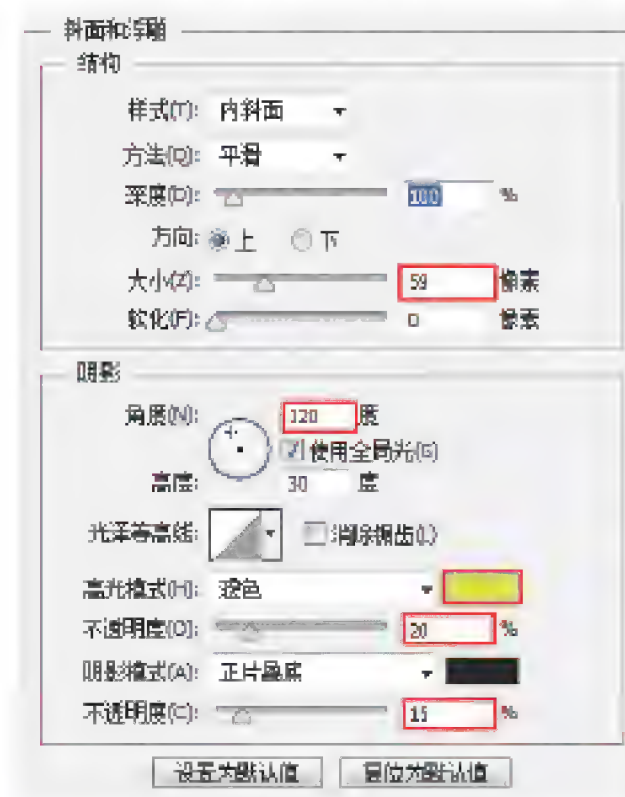 斜面和浮雕
结构
样式(T): 内斜面
方法(Q): 平滑
深度(D): 100 %
方向: 上 下
大小(Z): 59 像素
软化(F): 0 像素
阴影
角度(N): 120 度
使用全局光(G)
高度: 30 度
光泽等高线: 消除锯齿(L)
高光模式(H): 颜色
不透明度(O): 20 %
阴影模式(A): 正片叠底
不透明度(C): 15 %
设置为默认值 复位为默认值